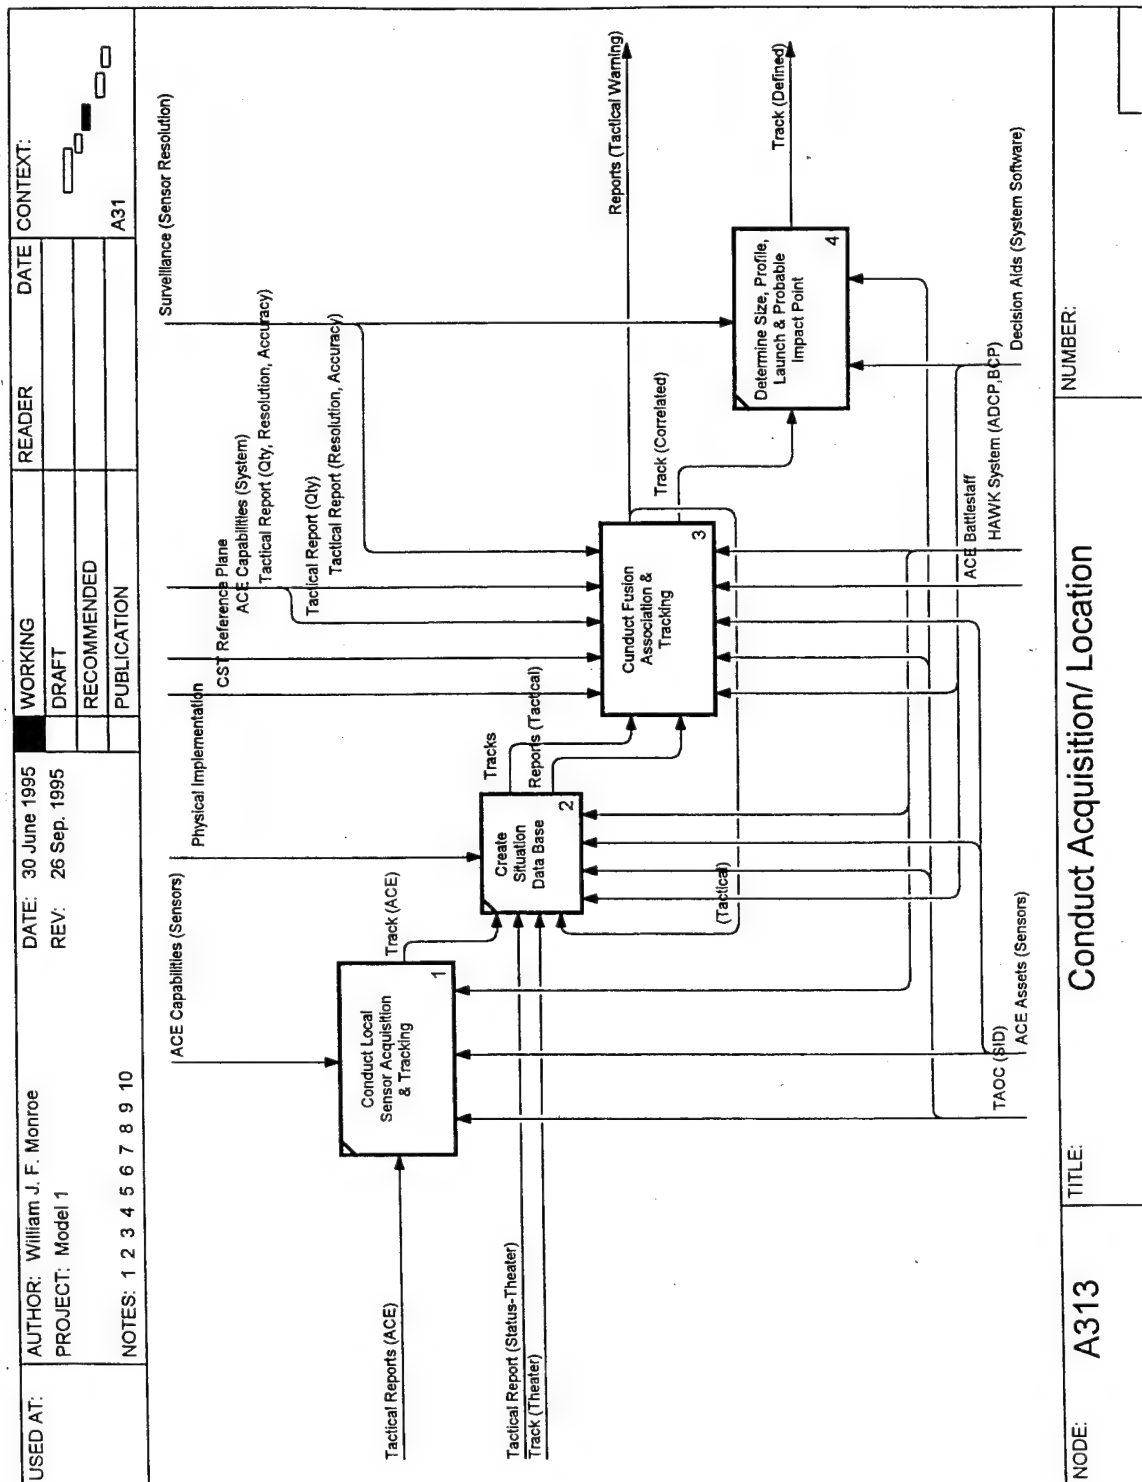 USED AT:
AUTHOR: William J. F. Monroe
PROJECT: Model 1
NOTES: 1 2 3 4 5 6 7 8 9 10
DATE: 30 June 1995
REV: 26 Sep. 1995
WORKING
DRAFT
RECOMMENDED
PUBLICATION
READER
DATE
CONTEXT:
A31
ACE Capabilities (Sensors)
Physical Implementation
CST Reference Plane
ACE Capabilities (System)
Tactical Report (Qty, Resolution, Accuracy)
Tactical Report (Qty)
Tactical Report (Resolution, Accuracy)
Surveillance (Sensor Resolution)
Tactical Reports (ACE)
Conduct Local
Sensor Acquisition
& Tracking
1
Track (ACE)
Tactical Report (Status-Theater)
Track (Theater)
Create
Situation
Data Base
2
Tracks
Reports (Tactical)
(Tactical)
Cunduct Fusion
Association &
Tracking
3
Reports (Tactical Warning)
Track (Correlated)
Determine Size, Profile,
Launch & Probable
Impact Point
4
Track (Defined)
TAOC (SID)
ACE Assets (Sensors)
ACE Battlestaff
HAWK System (ADCP,BCP)
Decision Aids (System Software)
NODE:
A313
TITLE:
Conduct Acquisition/ Location
NUMBER: